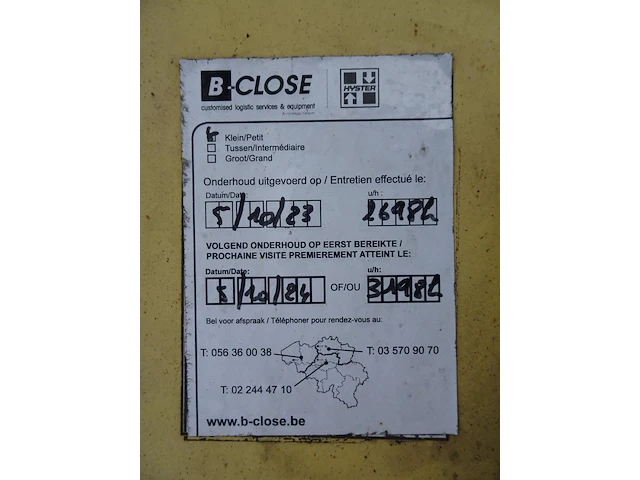 B-CLOSE
customised logistic services & equipment
HYSTER
Klein/Petit
Tussen/Intermédiaire
Groot/Grand
Onderhoud uitgevoerd op / Entretien effectué le:
Datum/Date: u/h:
5/10/23
VOLGEND ONDERHOUD OP EERST BEREIKTE /
PROCHAINE VISITE PREMIEREMENT ATTEINT LE:
Datum/Date: u/h:
5/10/24 OF/OU
Bel voor afspraak / Téléphoner pour rendez-vous au:
T: 056 36 00 38
T: 03 570 90 70
T: 02 244 47 10
www.b-close.be